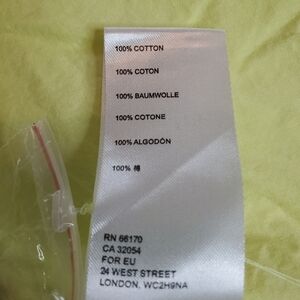 100% COTTON
100% COTON
100% BAUMWOLLE
100% COTONE
100% ALGODÓN
100% 棉
RN 66170
CA 32054
FOR EU
24 WEST STREET
LONDON, WC2H9NA